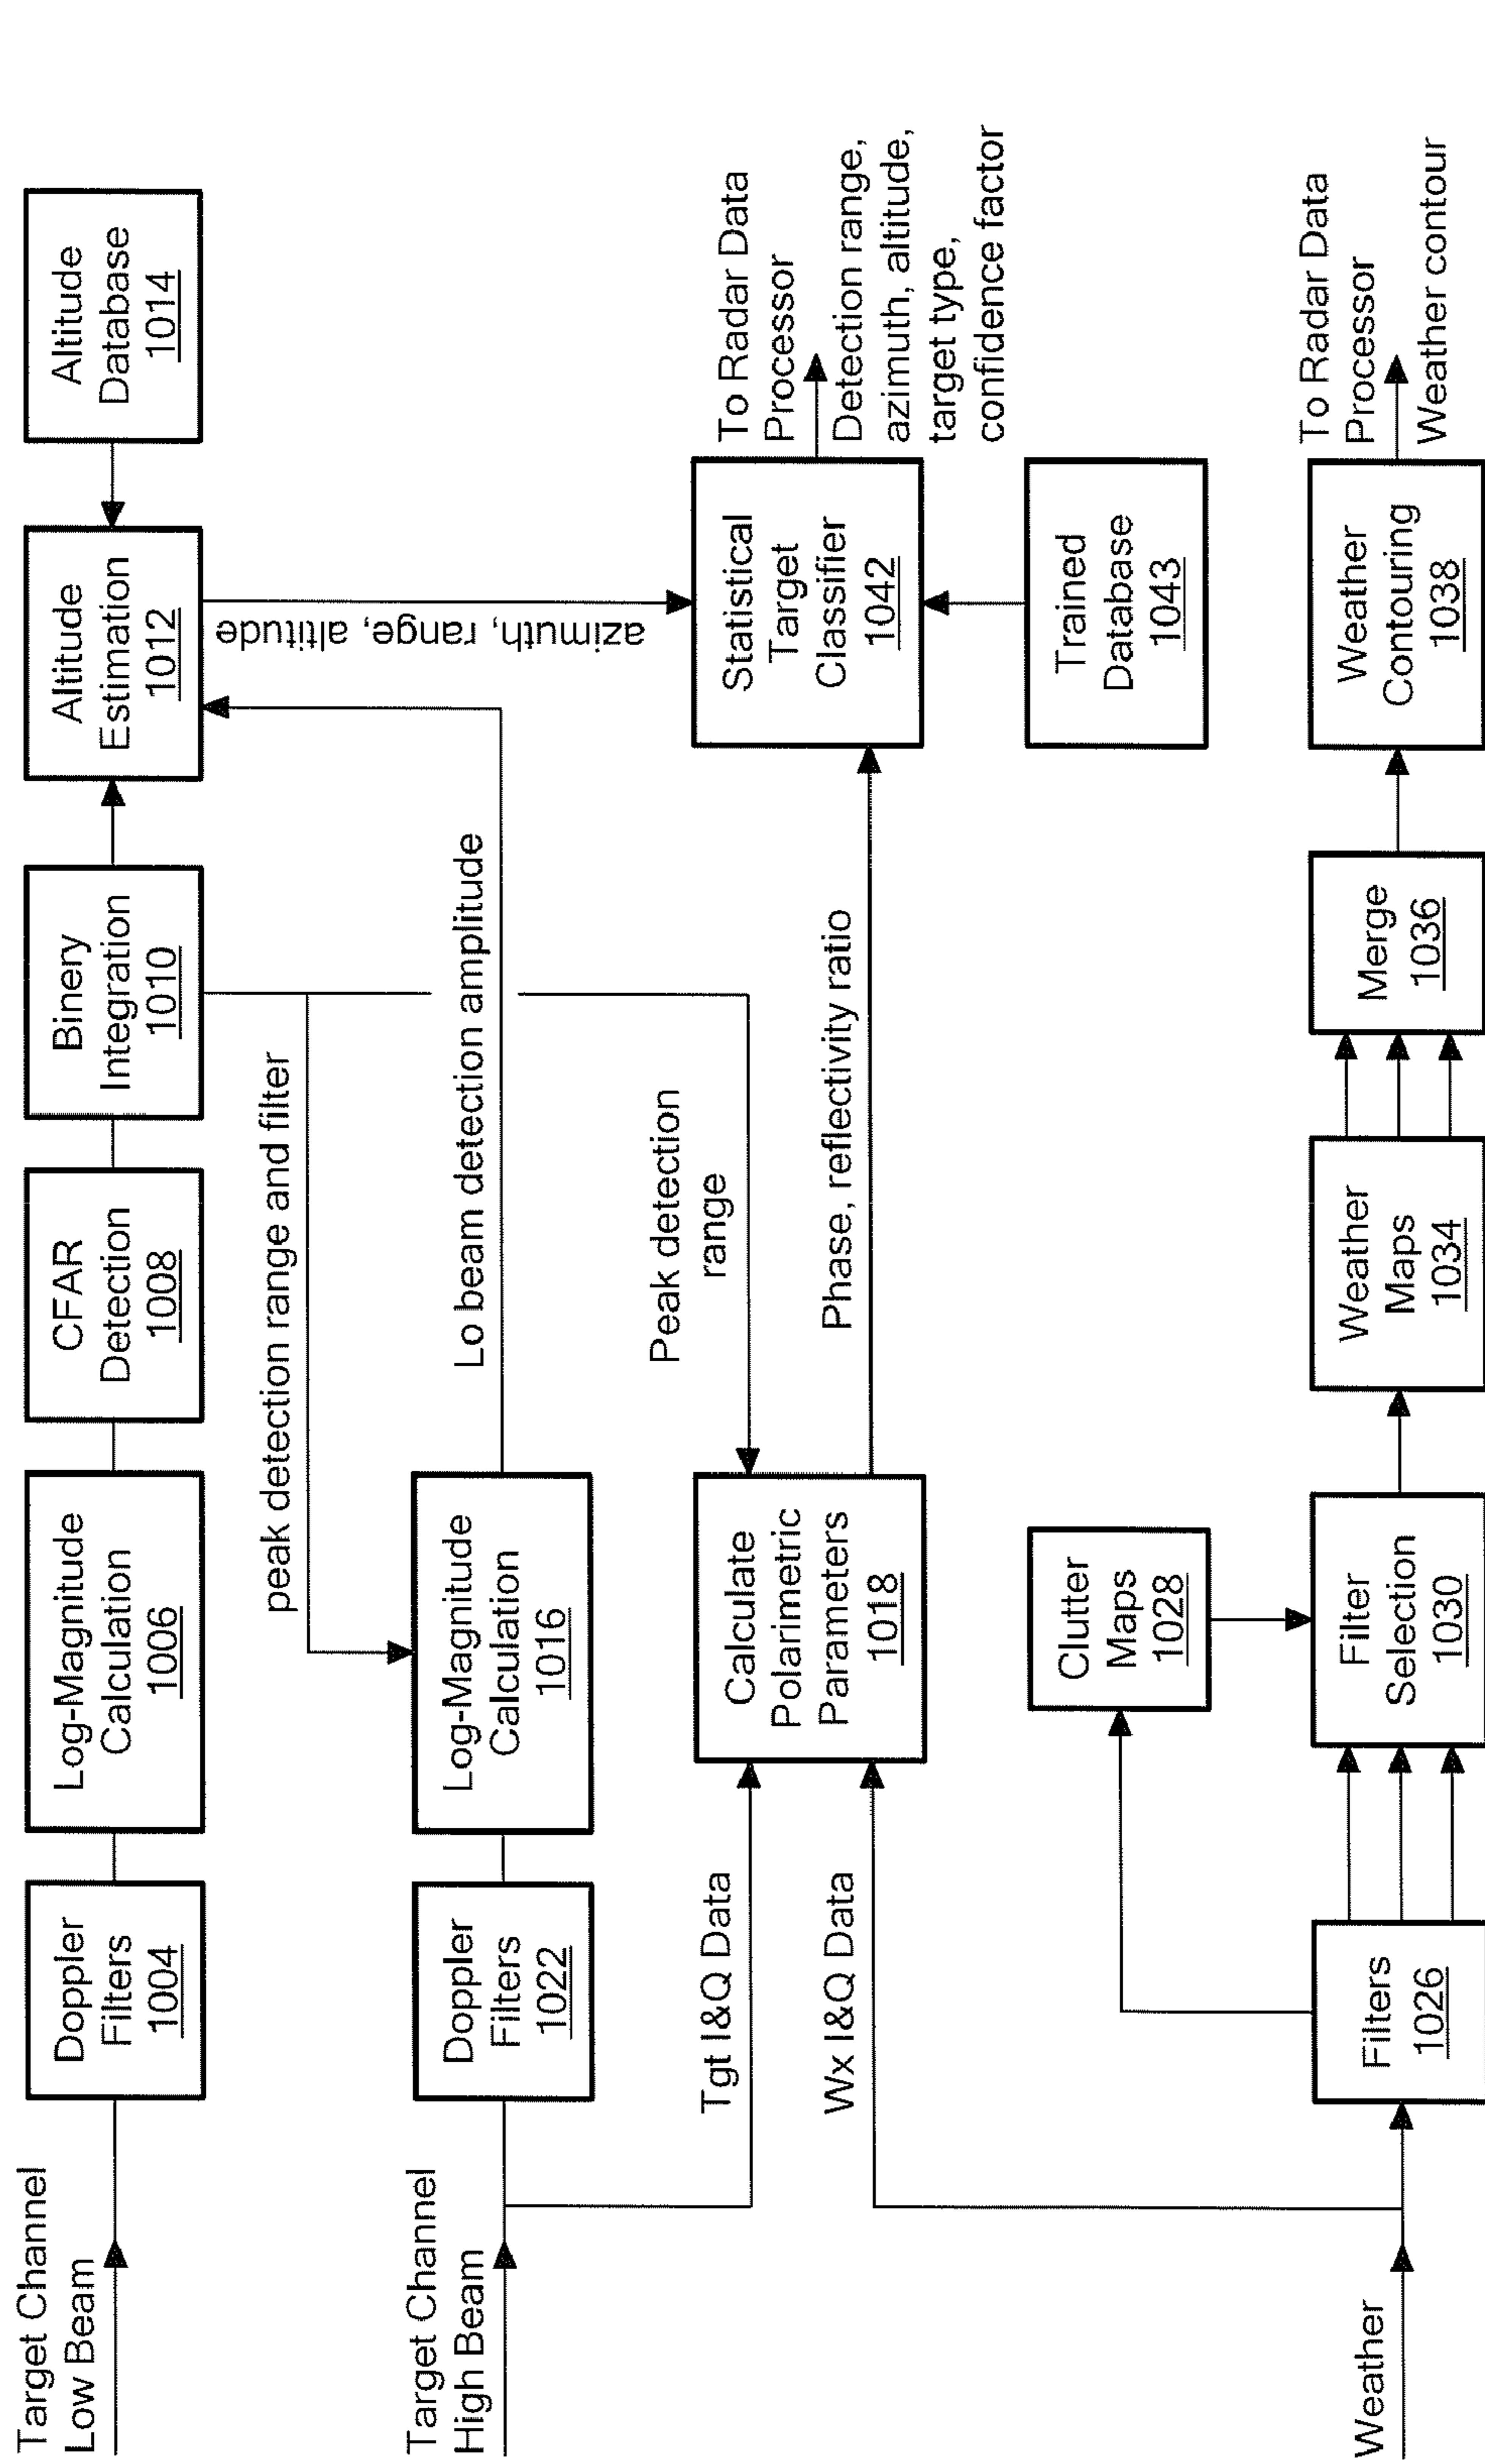 Target Channel
Low Beam
Doppler
Filters
1004
Log-Magnitude
Calculation
1006
CFAR
Detection
1008
Binery
Integration
1010
Altitude
Estimation
1012
Altitude
Database
1014
peak detection range and filter
azimuth, range, altitude
Target Channel
High Beam
Doppler
Filters
1022
Log-Magnitude
Calculation
1016
Lo beam detection amplitude
Tgt I&Q Data
Wx I&Q Data
Calculate
Polarimetric
Parameters
1018
Peak detection
range
Phase, reflectivity ratio
Statistical
Target
Classifier
1042
To Radar Data
Processor
Detection range,
azimuth, altitude,
target type,
confidence factor
Trained
Database
1043
Clutter
Maps
1028
Weather
Filters
1026
Filter
Selection
1030
Weather
Maps
1034
Merge
1036
Weather
Contouring
1038
To Radar Data
Processor
Weather contour